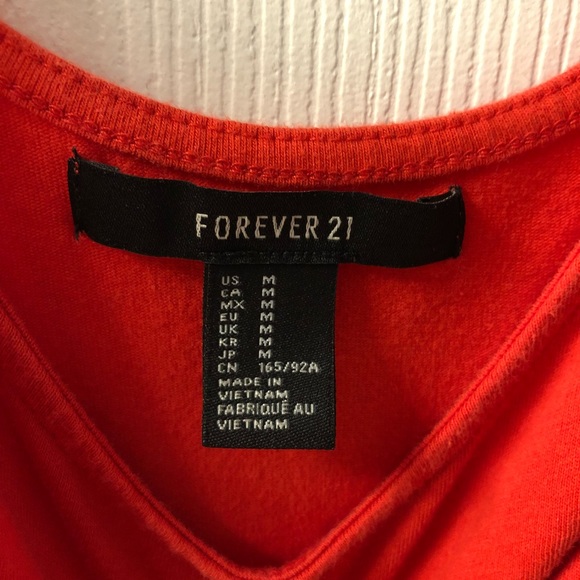 FOREVER 21
US M
CA M
MX M
EU M
UK M
KR M
JP M
CN 165/92A
MADE IN
VIETNAM
FABRIQUÉ AU
VIETNAM